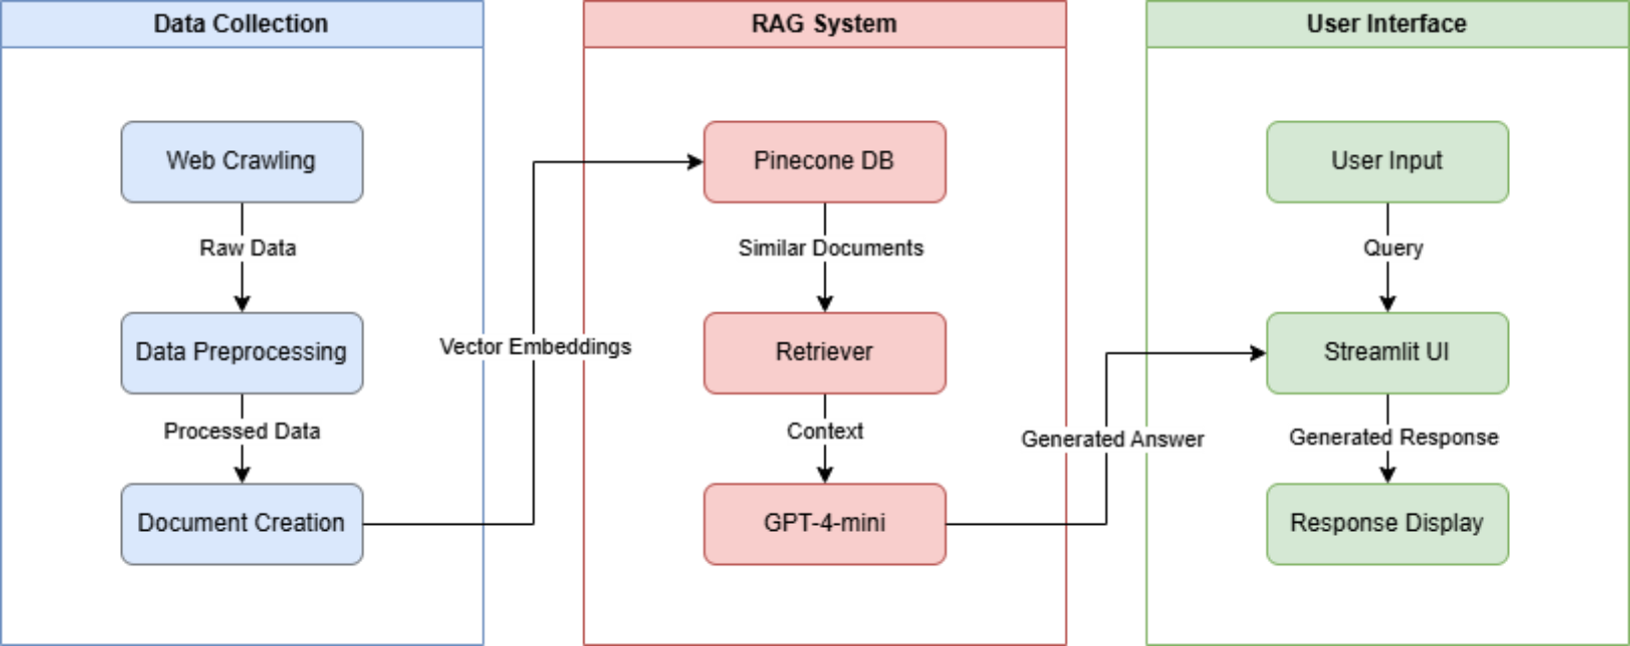 Data Collection
Web Crawling
Raw Data
Data Preprocessing
Processed Data
Document Creation
Vector Embeddings
RAG System
Pinecone DB
Similar Documents
Retriever
Context
GPT-4-mini
Generated Answer
User Interface
User Input
Query
Streamlit UI
Generated Response
Response Display